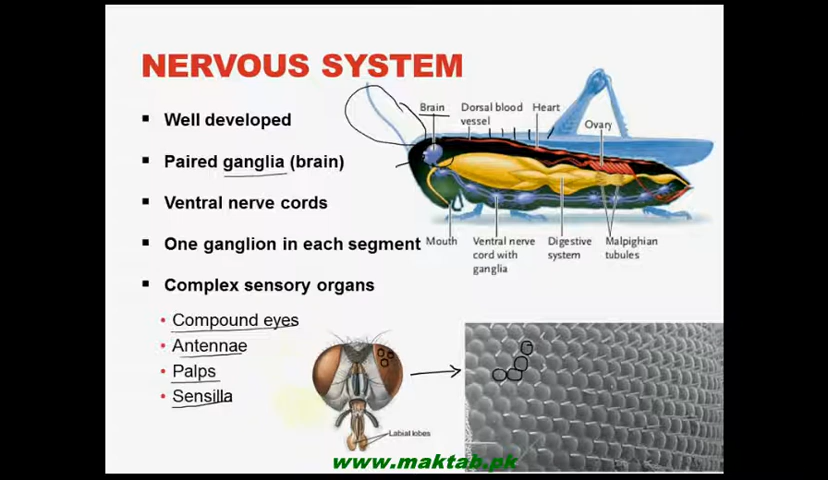 NERVOUS SYSTEM
Well developed
Paired ganglia (brain)
Ventral nerve cords
One ganglion in each segment
Complex sensory organs
Compound eyes
Antennae
Palps
Sensilla
Brain
Dorsal blood
vessel
Heart
Ovary
Mouth
Ventral nerve
cord with
ganglia
Digestive
system
Malpighian
tubules
Labial lobes
www.maktab.pk